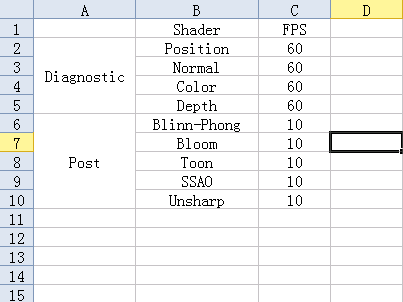 A B C D
1 Shader FPS
2 Position 60
3 Diagnostic Normal 60
4 Color 60
5 Depth 60
6 Blinn-Phong 10
7 Bloom 10
8 Post Toon 10
9 SSAO 10
10 Unsharp 10
11
12
13
14
15